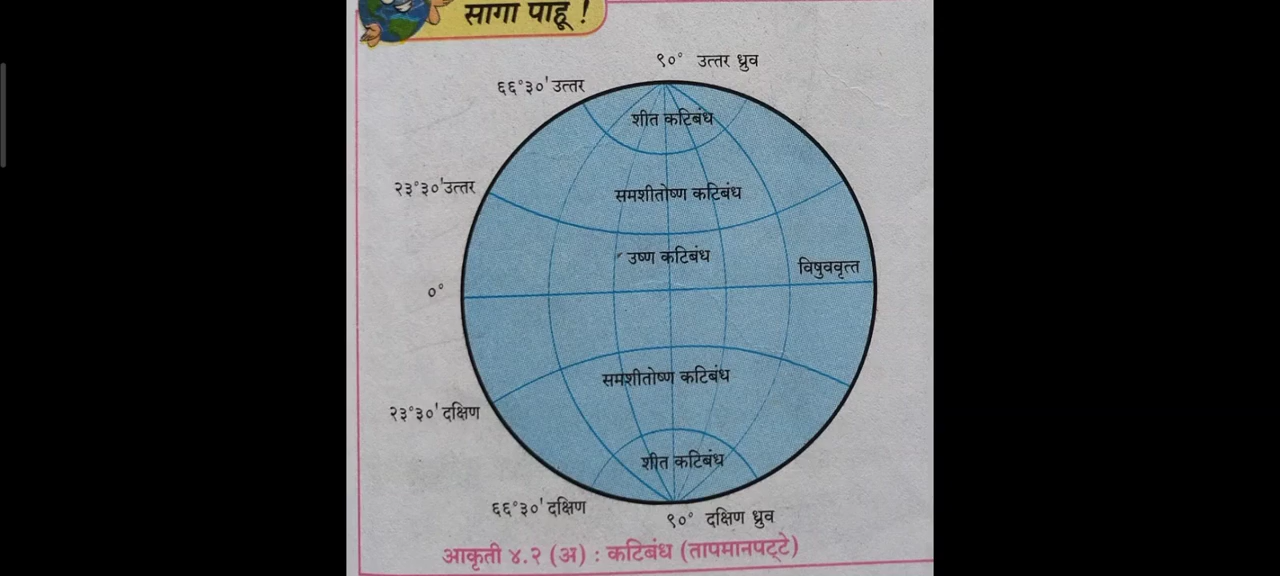 सांगा पाहू !
९०° उत्तर ध्रुव
६६°३०' उत्तर
शीत कटिबंध
२३°३०'उत्तर
समशीतोष्ण कटिबंध
उष्ण कटिबंध
विषुववृत्त
०°
समशीतोष्ण कटिबंध
२३°३०' दक्षिण
शीत कटिबंध
६६°३०' दक्षिण
९०° दक्षिण ध्रुव
आकृती ४.२ (अ) : कटिबंध (तापमानपट्टे)